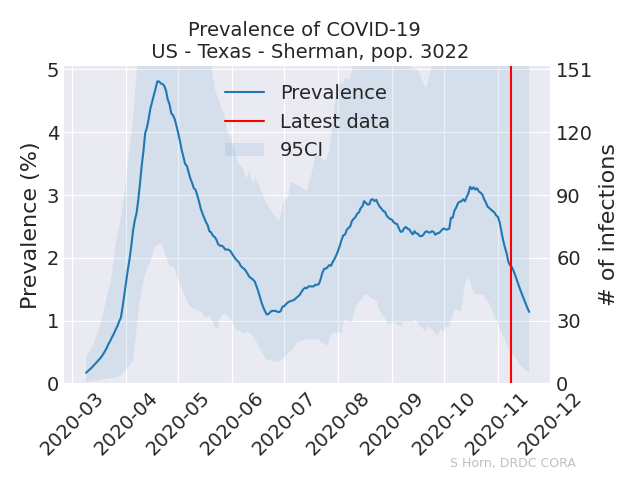 Prevalence of COVID-19
US - Texas - Sherman, pop. 3022
Prevalence (%)
5
4
3
2
1
0
Prevalence
Latest data
95CI
151
120
90
60
30
0
# of infections
2020-03
2020-04
2020-05
2020-06
2020-07
2020-08
2020-09
2020-10
2020-11
2020-12
S Horn, DRDC CORA